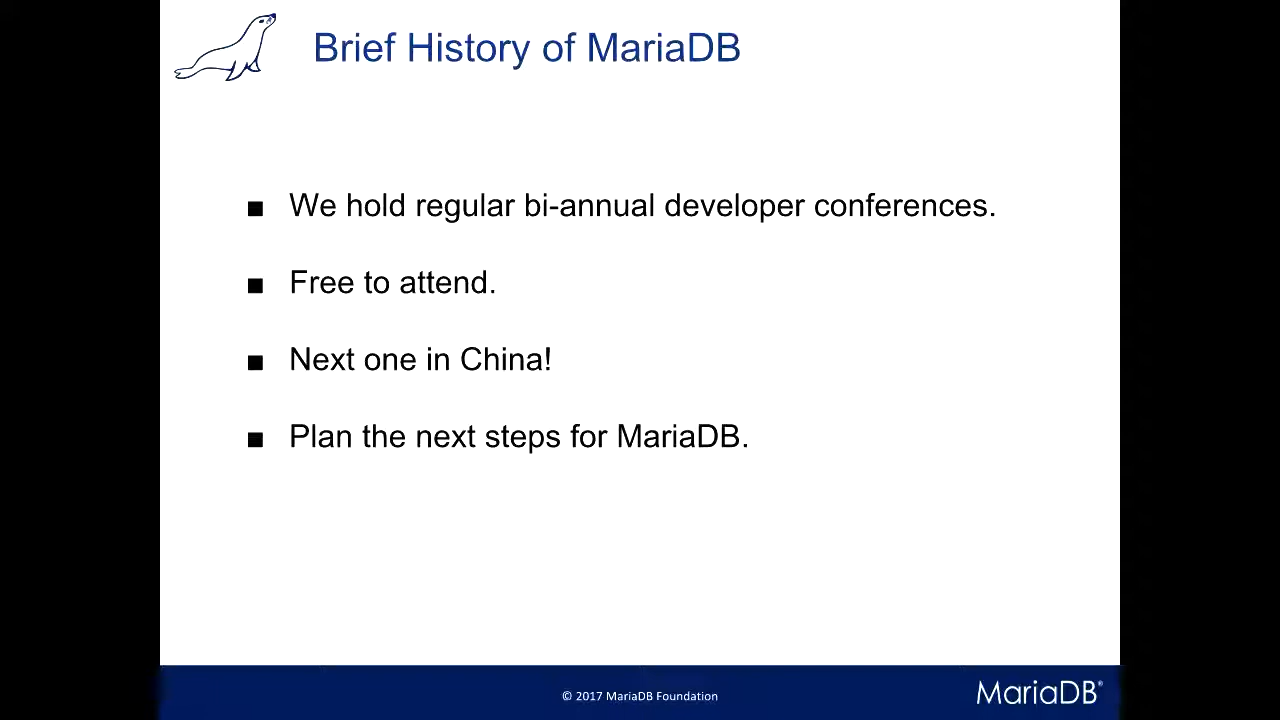 Brief History of MariaDB
■ We hold regular bi-annual developer conferences.
■ Free to attend.
■ Next one in China!
■ Plan the next steps for MariaDB.
© 2017 MariaDB Foundation
MariaDB®